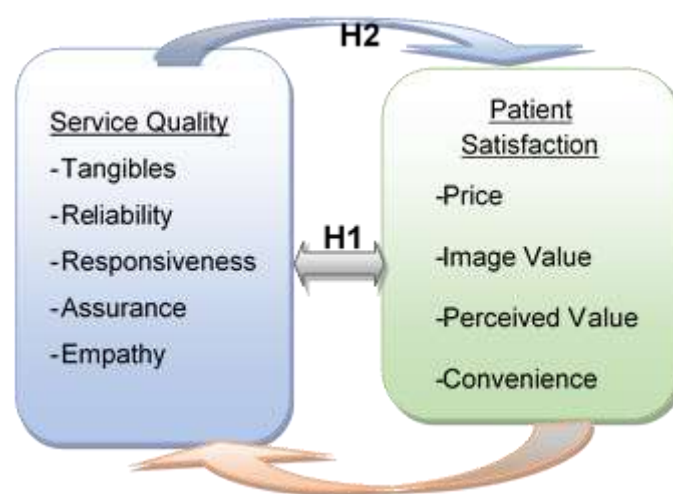 H2
Service Quality
-Tangibles
-Reliability
-Responsiveness
-Assurance
-Empathy
H1
Patient
Satisfaction
-Price
-Image Value
-Perceived Value
-Convenience